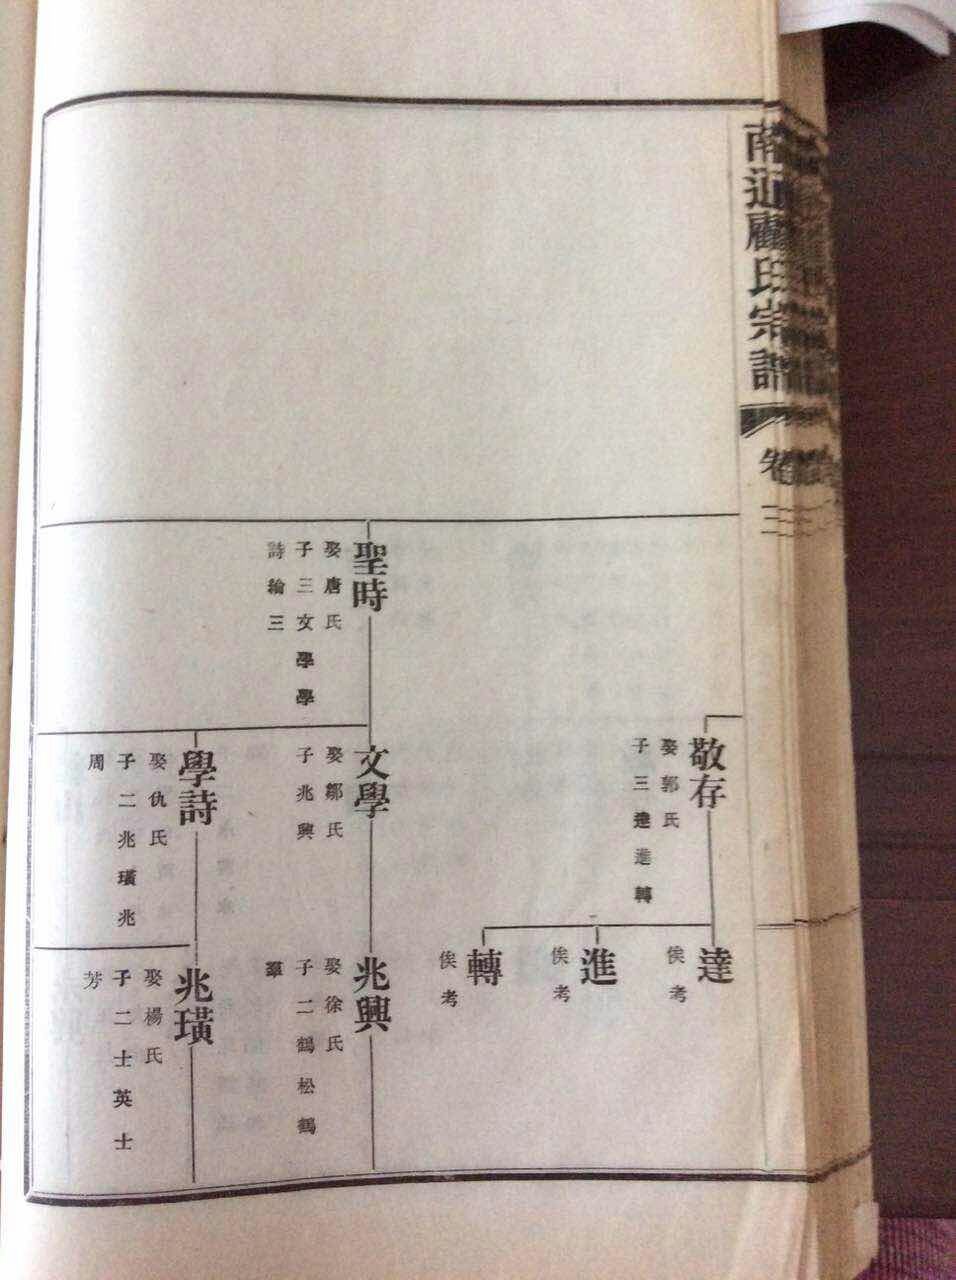 南通顧氏宗譜
卷三
聖時
娶唐氏
子三文學學
詩綸三
敬存
娶郭氏
子三達進轉
文學
娶鄒氏
子兆興
學詩
娶仇氏
子二兆璜兆
周
達
俟考
進
俟考
轉
俟考
兆興
娶徐氏
子二鶴松鶴
群
兆璜
娶楊氏
子二士英士
芳